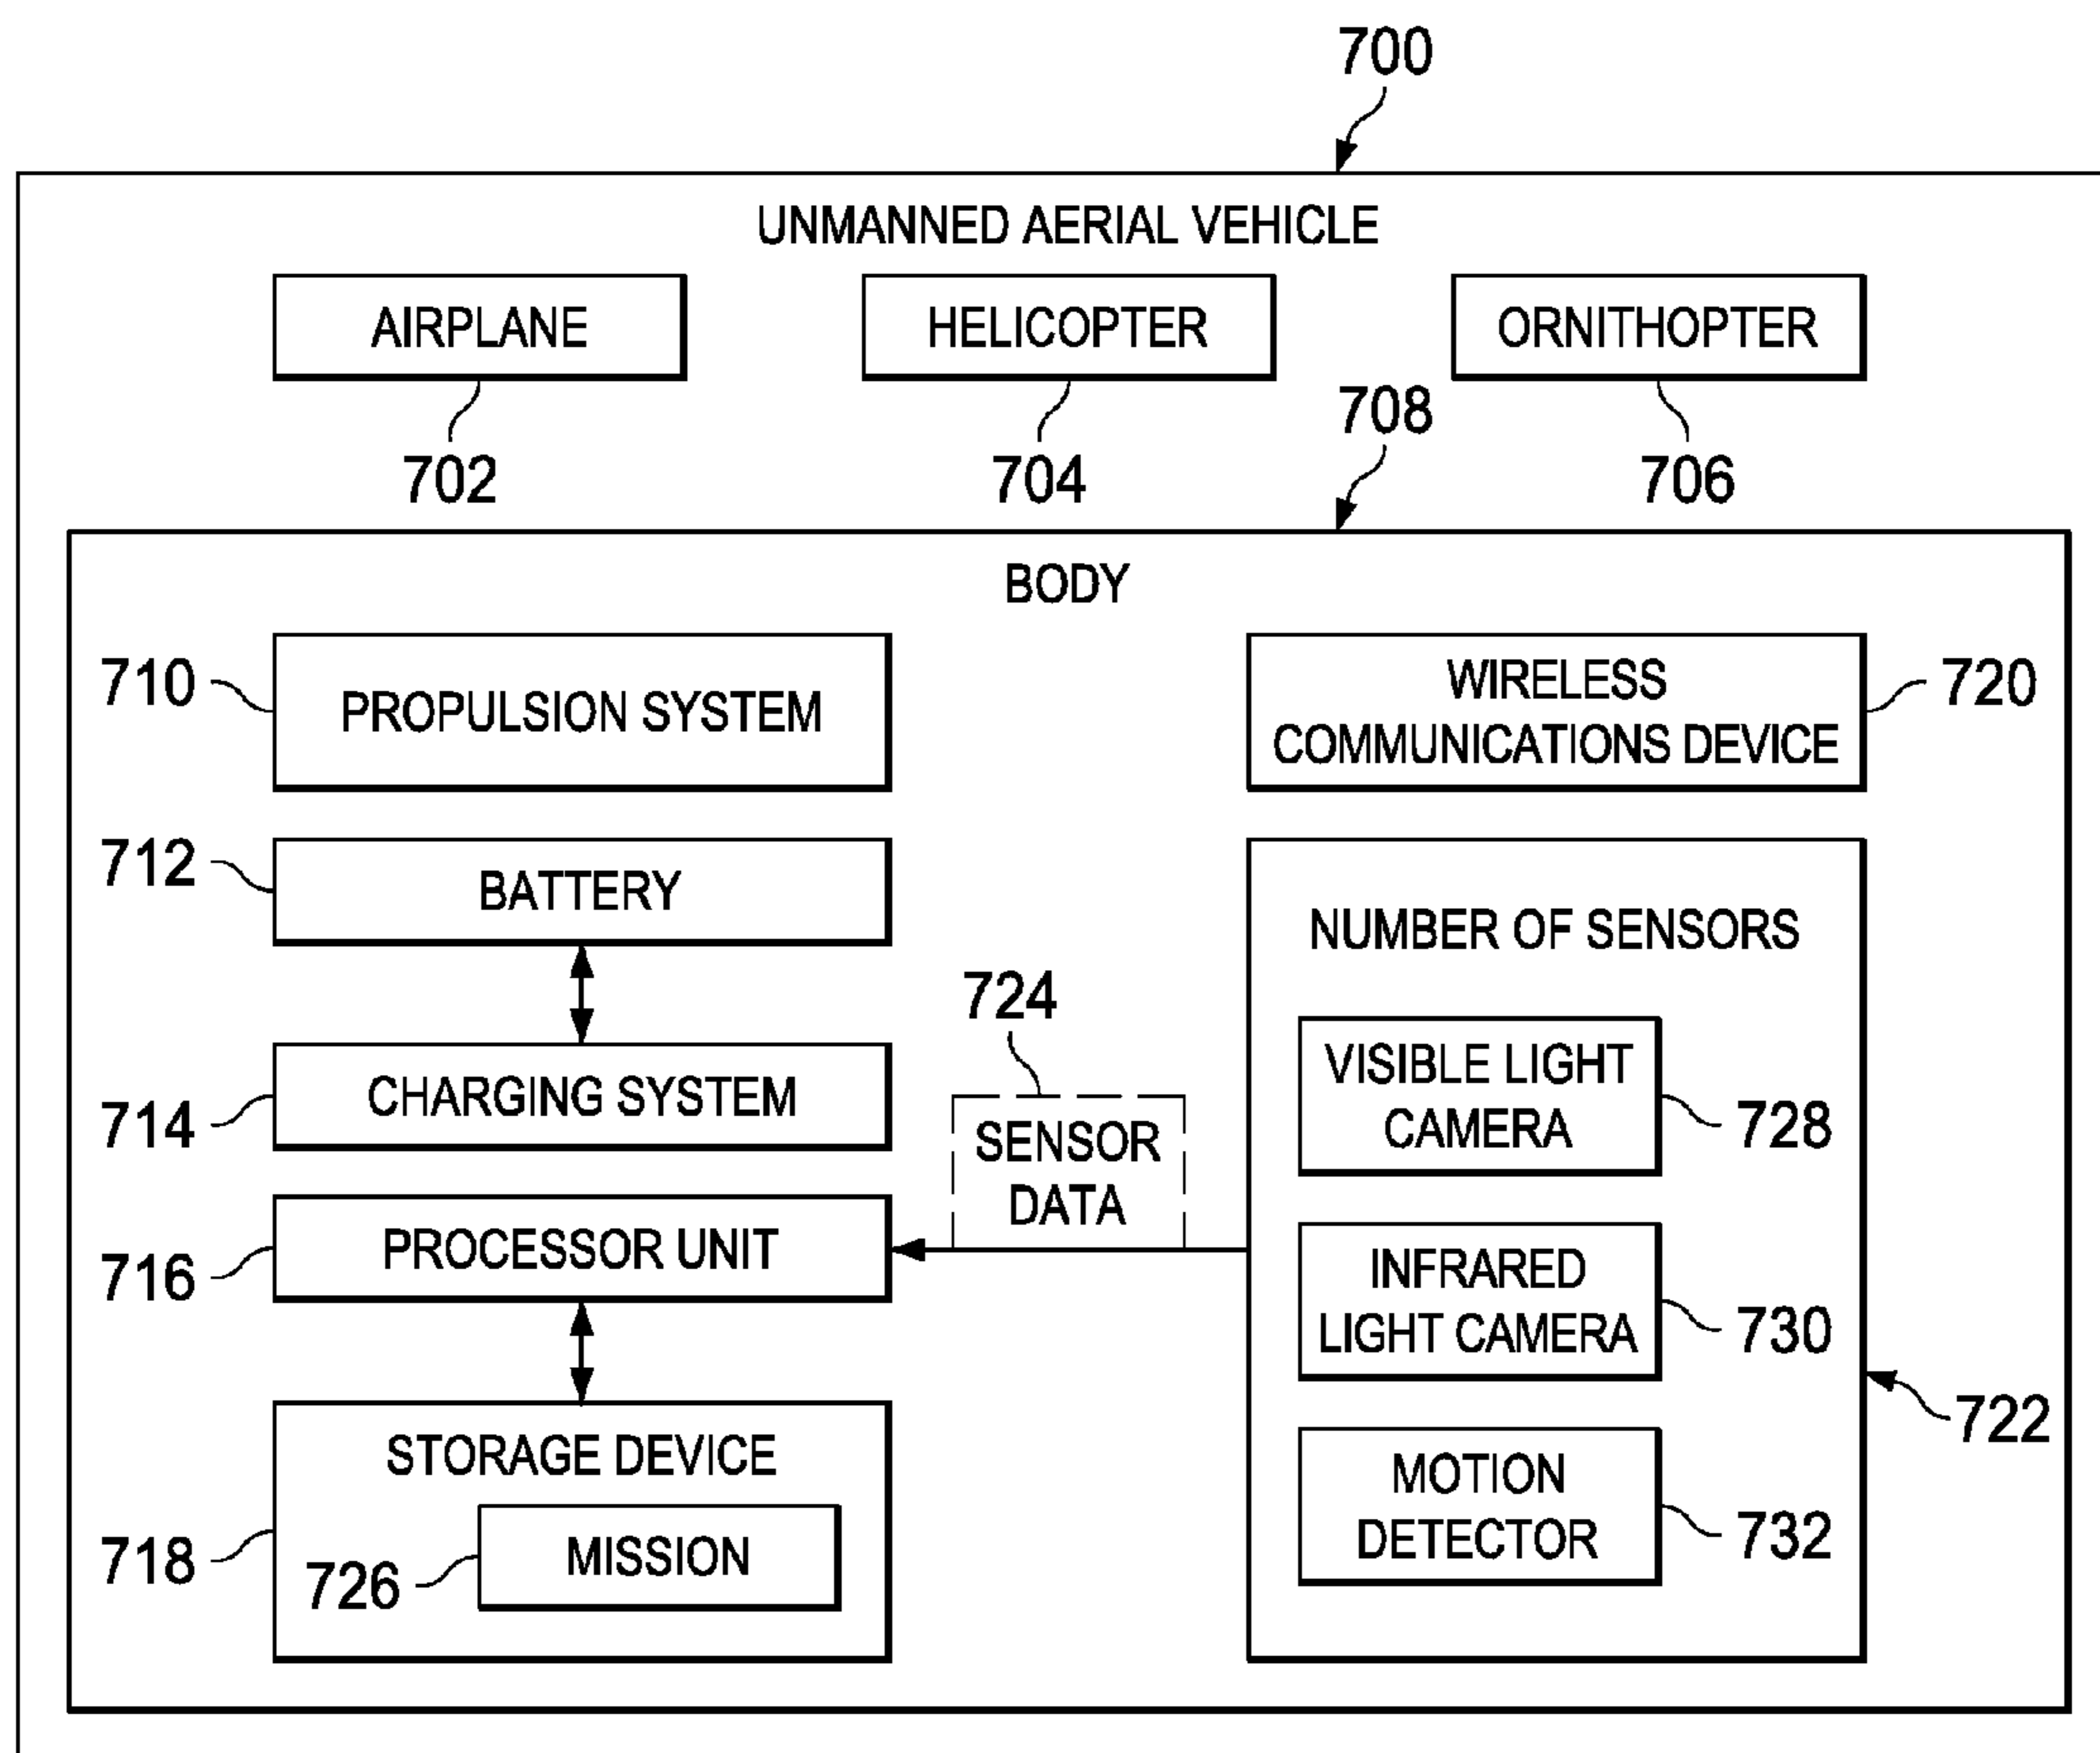 700
UNMANNED AERIAL VEHICLE
AIRPLANE
HELICOPTER
ORNITHOPTER
702
704
708
706
BODY
710
PROPULSION SYSTEM
WIRELESS
COMMUNICATIONS DEVICE
720
712
BATTERY
NUMBER OF SENSORS
724
714
CHARGING SYSTEM
SENSOR
DATA
VISIBLE LIGHT
CAMERA
728
716
PROCESSOR UNIT
INFRARED
LIGHT CAMERA
730
722
STORAGE DEVICE
718
726
MISSION
MOTION
DETECTOR
732